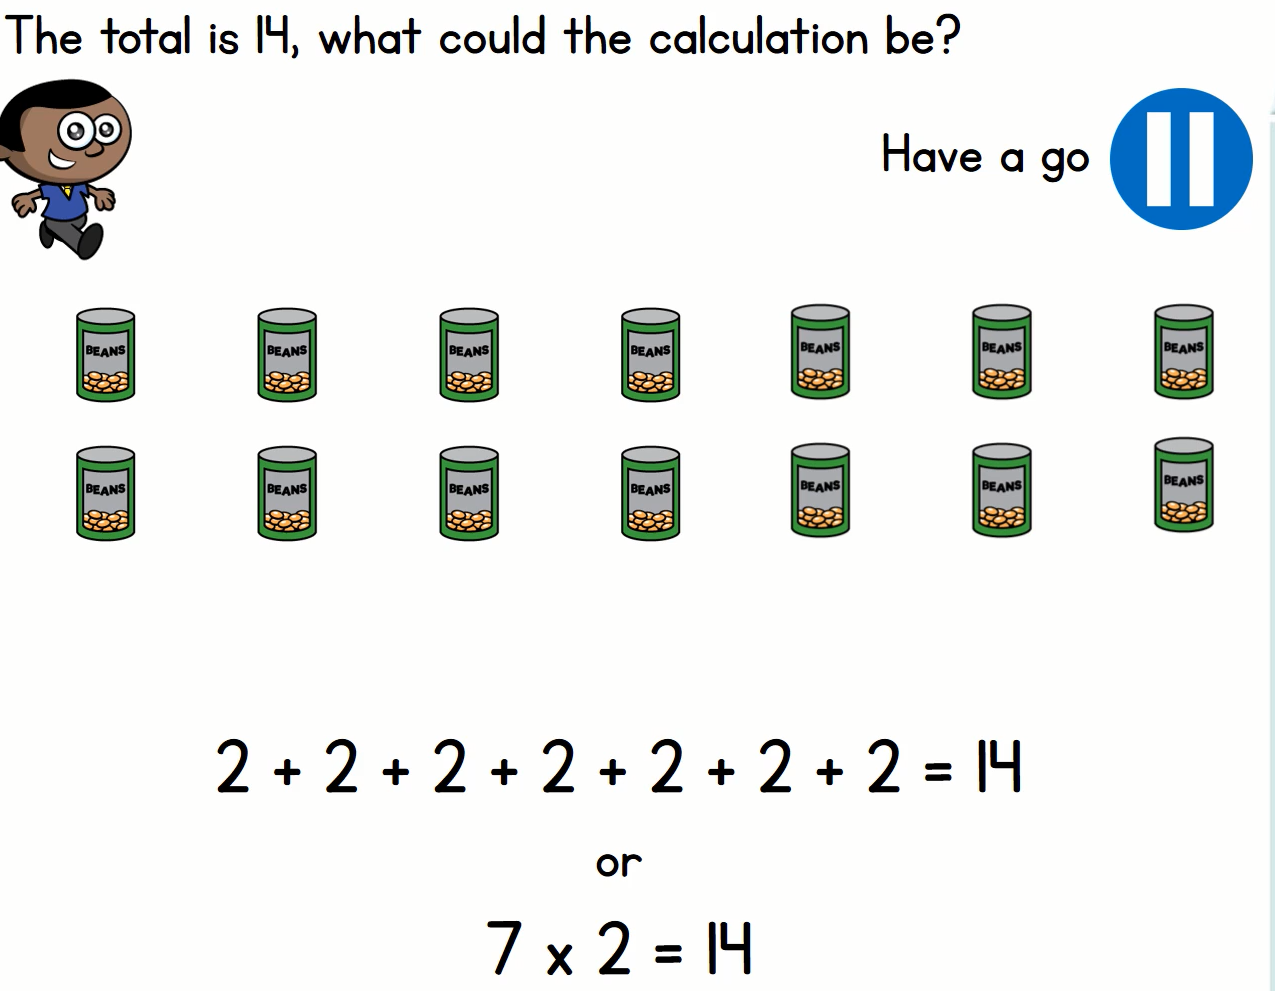 The total is 14, what could the calculation be?
Have a go
BEANS BEANS BEANS BEANS BEANS BEANS BEANS
BEANS BEANS BEANS BEANS BEANS BEANS BEANS
2 + 2 + 2 + 2 + 2 + 2 + 2 = 14
or
7 x 2 = 14